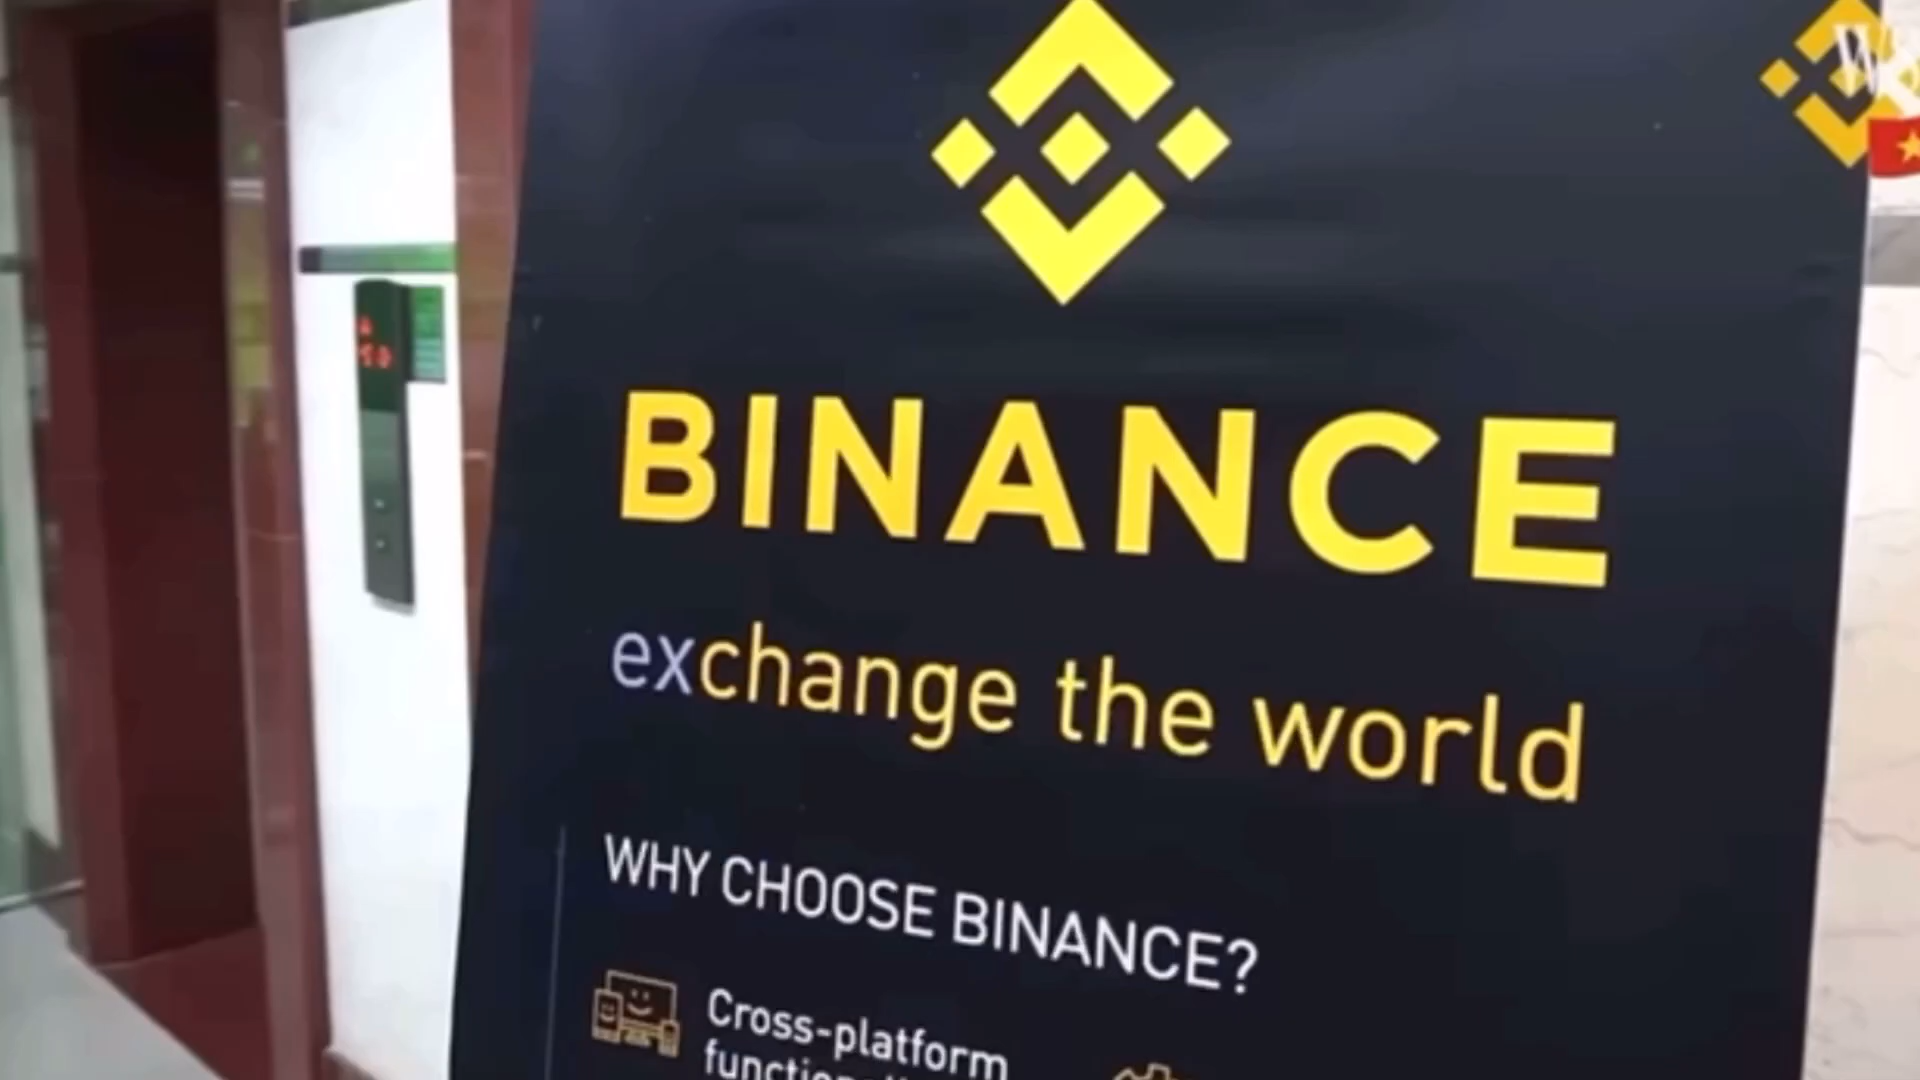 BINANCE
exchange the world
WHY CHOOSE BINANCE?
Cross-platform